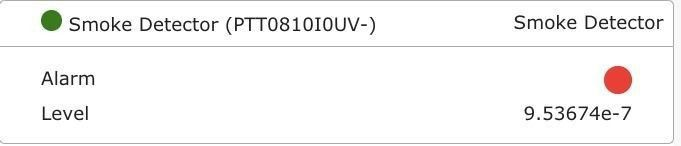 Smoke Detector (PTT0810I0UV-) Smoke Detector
Alarm
Level 9.53674e-7